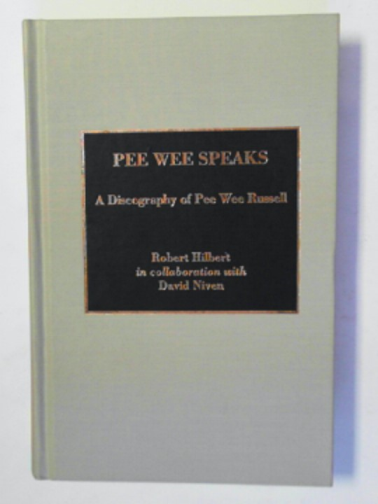 PEE WEE SPEAKS
A Discography of Pee Wee Russell
Robert Hilbert
in collaboration with
David Niven